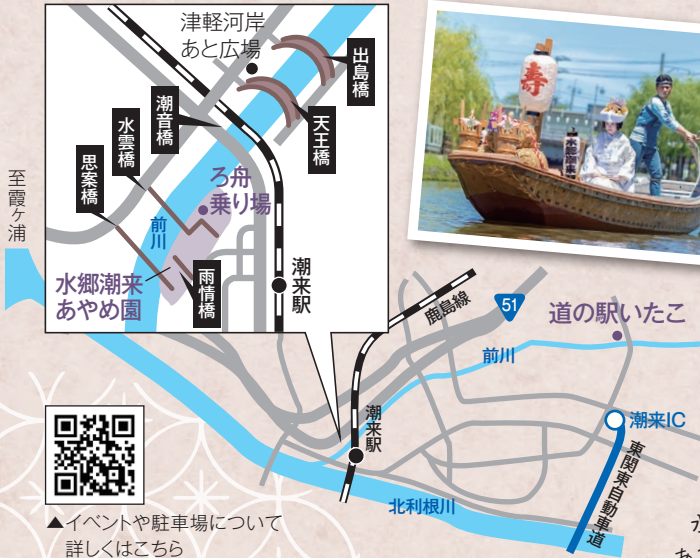 津軽河岸
あと広場
出島橋
天王橋
潮音橋
水雲橋
思案橋
至霞ヶ浦
ろ舟
乗り場
前川
水郷潮来
あやめ園
雨情橋
潮来駅
寿
水郷潮来
鹿島線
51
道の駅いたこ
前川
潮来駅
潮来IC
東関東自動車道
北利根川
▲イベントや駐車場について
詳しくはこちら